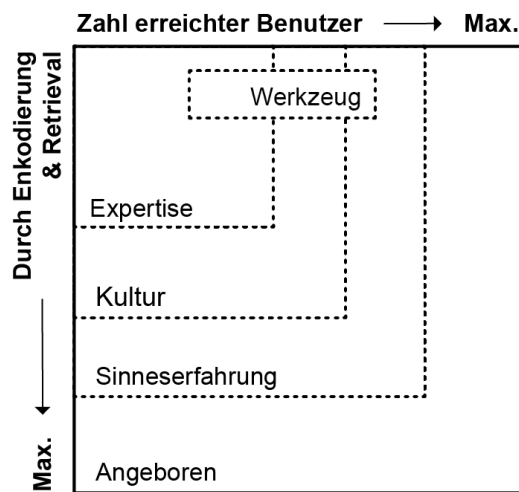 Zahl erreichter Benutzer → Max.
Durch Enkodierung
& Retrieval
→ Max.
Werkzeug
Expertise
Kultur
Sinneserfahrung
Angeboren